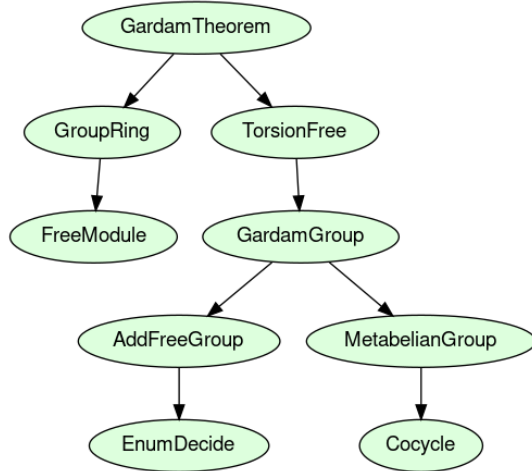 GardamTheorem
GroupRing
TorsionFree
FreeModule
GardamGroup
AddFreeGroup
MetabelianGroup
EnumDecide
Cocycle